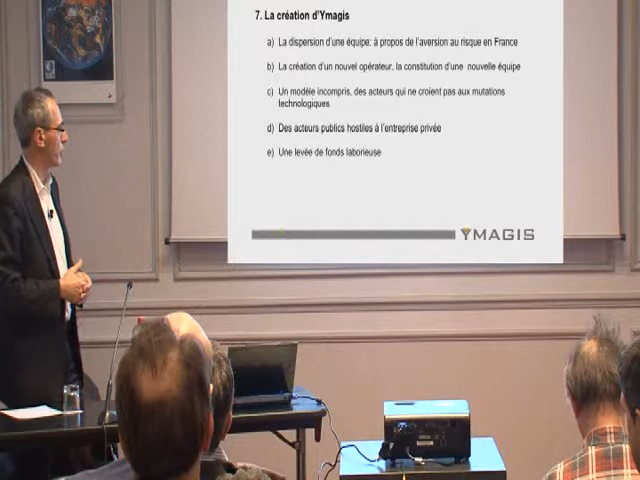 7. La création d'Ymagis
a) La dispersion d'une équipe: à propos de l'aversion au risque en France
b) La création d'un nouvel opérateur, la constitution d'une nouvelle équipe
c) Un modèle incompris, des acteurs qui ne croient pas aux mutations
technologiques
d) Des acteurs publics hostiles à l'entreprise privée
e) Une levée de fonds laborieuse
YMAGIS